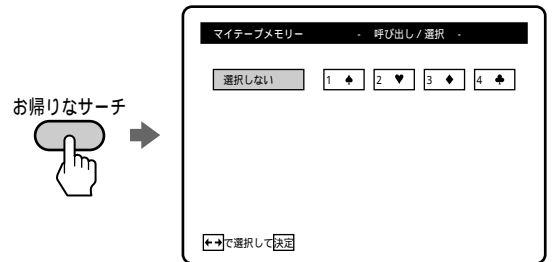 マイテープメモリー - 呼び出し / 選択 -
選択しない 1 ♠ 2 ♥ 3 ♦ 4 ♣
お帰りなサーチ
←→で選択して決定